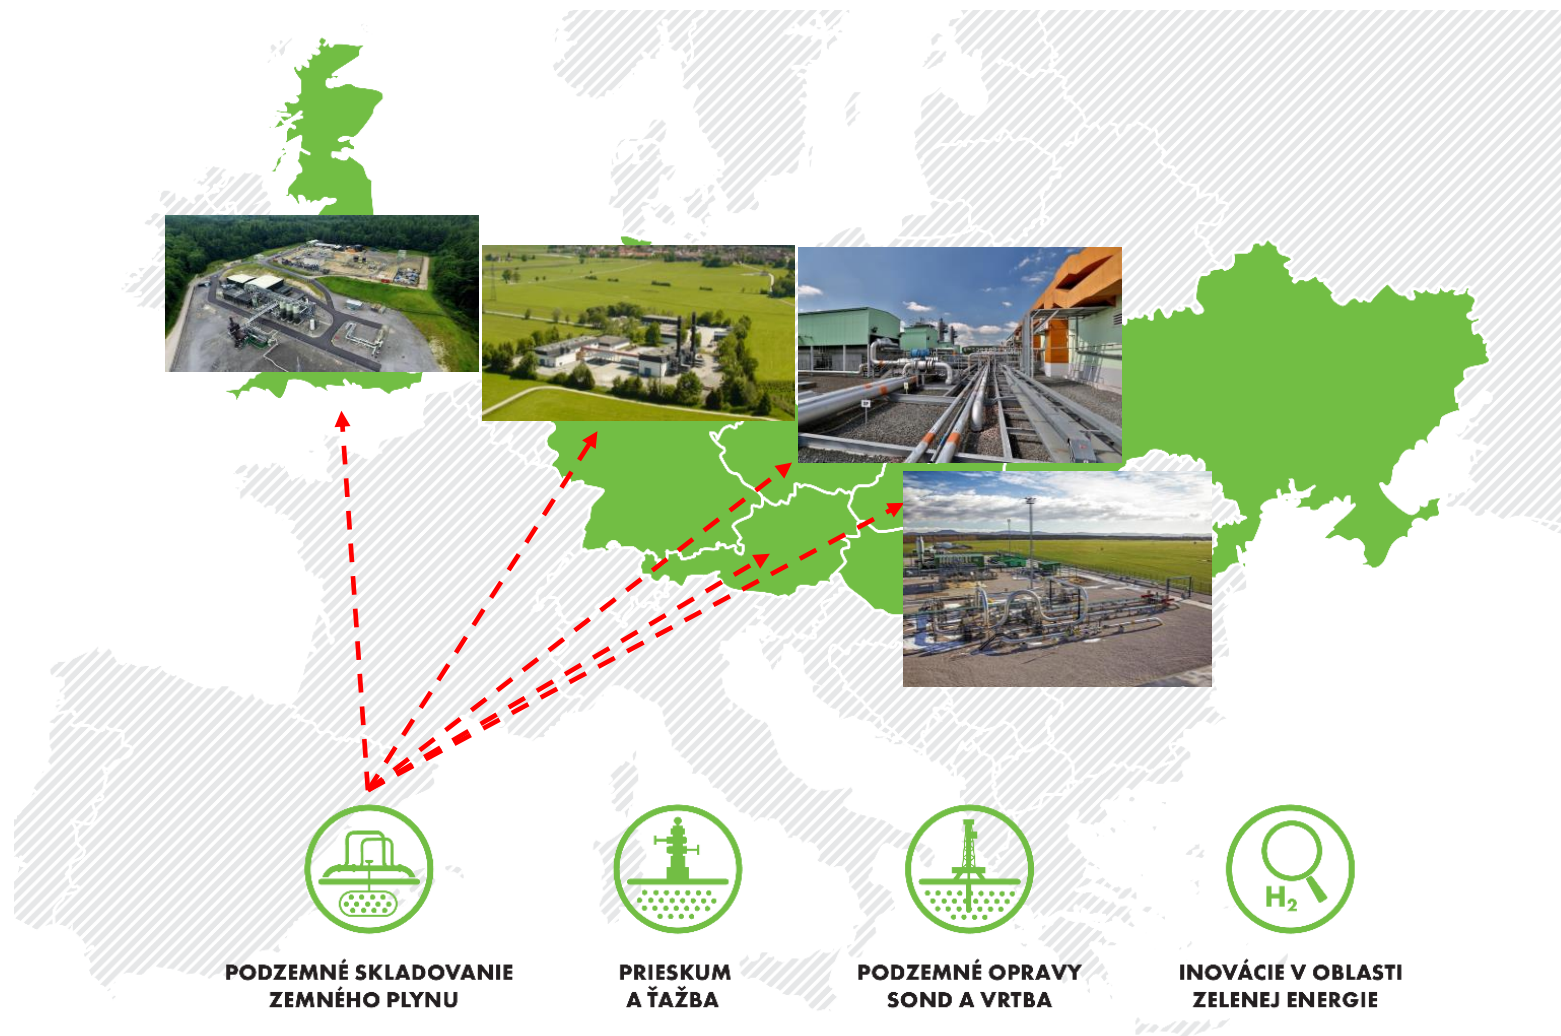 H2
PODZEMNÉ SKLADOVANIE
ZEMNÉHO PLYNU
PRIESKUM
A ŤAŽBA
PODZEMNÉ OPRAVY
SOND A VRTBA
INOVÁCIE V OBLASTI
ZELENEJ ENERGIE